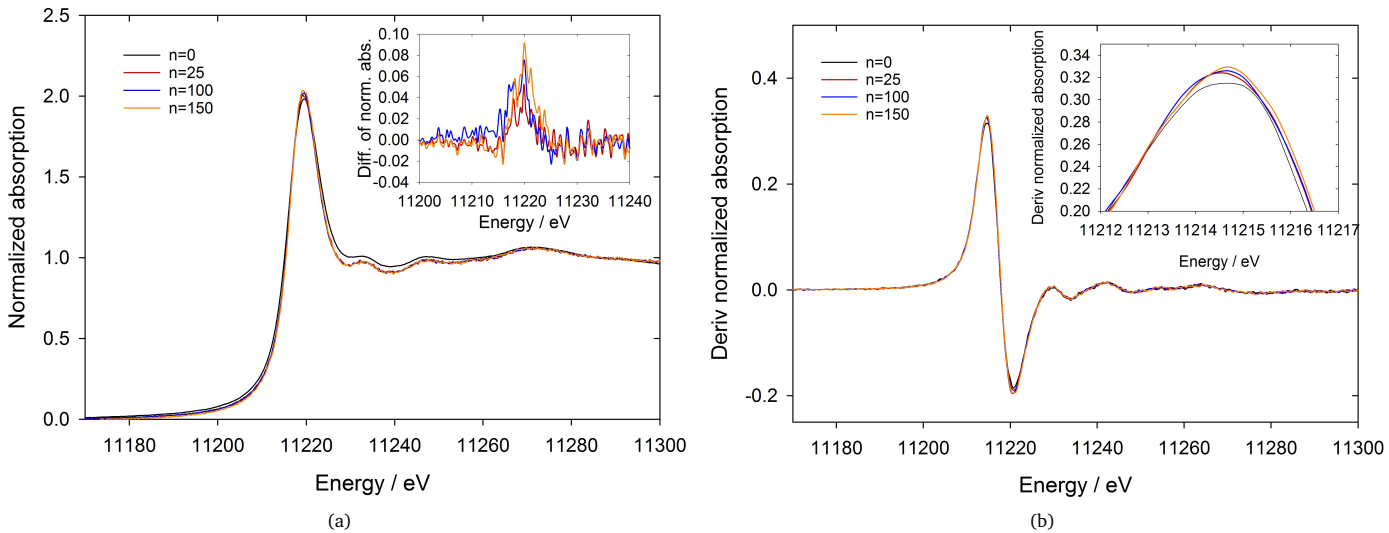 2.5
2.0
1.5
1.0
0.5
0.0
Normalized absorption
n=0
n=25
n=100
n=150
0.10
0.08
0.06
0.04
0.02
0.00
-0.02
-0.04
Diff. of norm. abs.
11200 11210 11220 11230 11240
Energy / eV
11180 11200 11220 11240 11260 11280 11300
Energy / eV
(a)
0.4
0.2
0.0
-0.2
Deriv normalized absorption
n=0
n=25
n=100
n=150
0.34
0.32
0.30
0.28
0.26
0.24
0.22
0.20
Deriv normalized absorption
11212 11213 11214 11215 11216 11217
Energy / eV
11180 11200 11220 11240 11260 11280 11300
Energy / eV
(b)